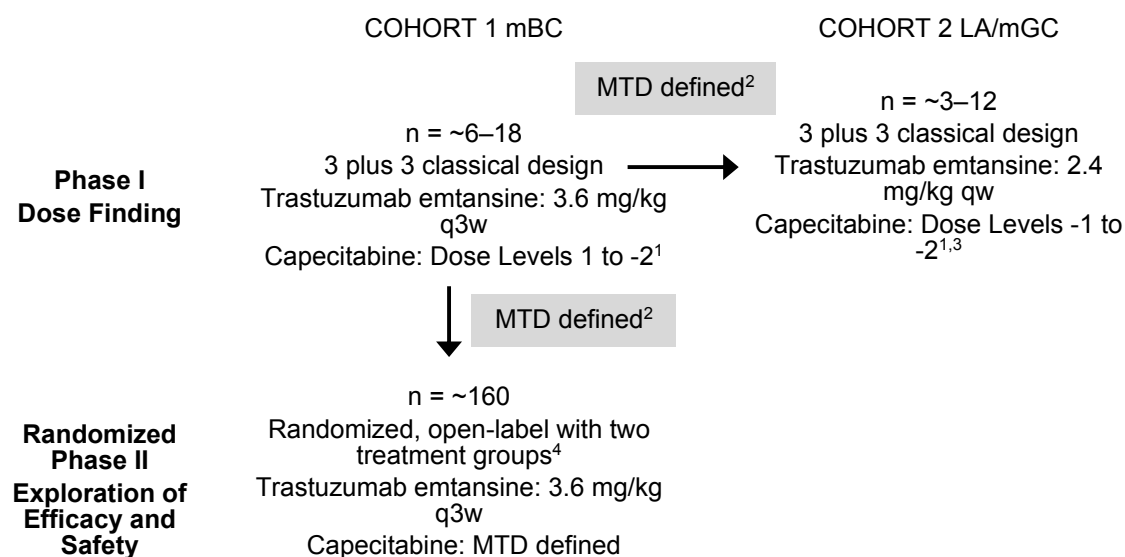 COHORT 1 mBC
COHORT 2 LA/mGC
MTD defined2
Phase I
Dose Finding
n = ~6–18
3 plus 3 classical design
Trastuzumab emtansine: 3.6 mg/kg
q3w
Capecitabine: Dose Levels 1 to -2¹
n = ~3–12
3 plus 3 classical design
Trastuzumab emtansine: 2.4
mg/kg qw
Capecitabine: Dose Levels -1 to
-2¹,³
MTD defined²
Randomized
Phase II
Exploration of
Efficacy and
Safety
n = ~160
Randomized, open-label with two
treatment groups⁴
Trastuzumab emtansine: 3.6 mg/kg
q3w
Capecitabine: MTD defined